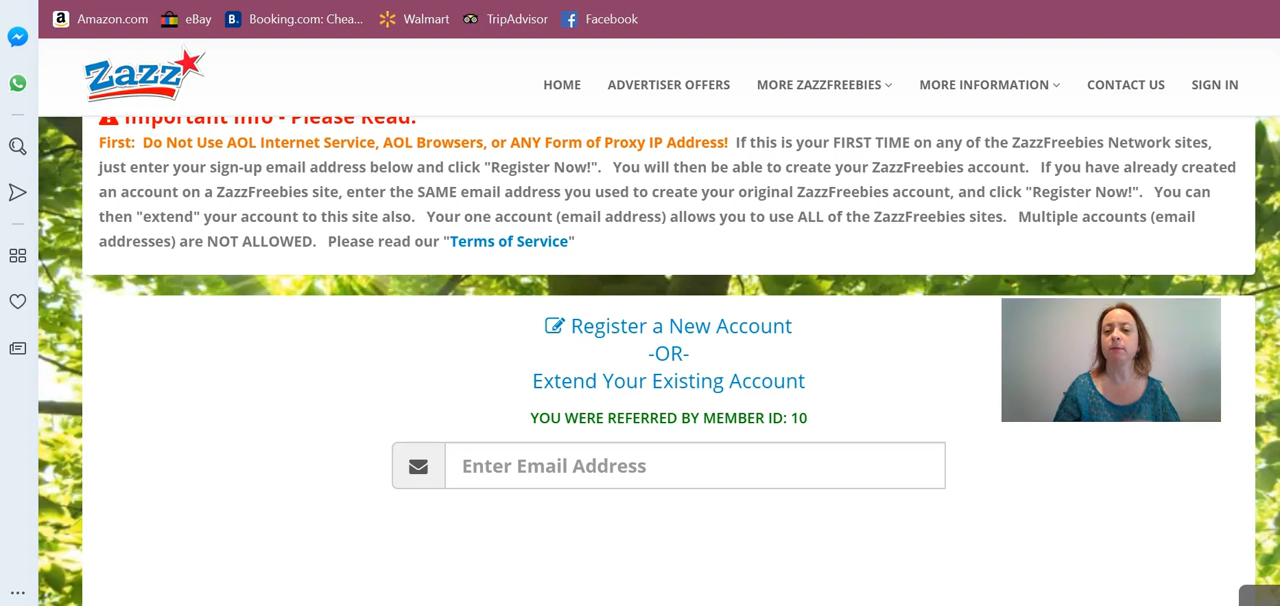 Amazon.com eBay Booking.com: Chea... Walmart TripAdvisor Facebook
Zazz
HOME ADVERTISER OFFERS MORE ZAZZFREEBIES MORE INFORMATION CONTACT US SIGN IN
Important Info - Please Read:
First: Do Not Use AOL Internet Service, AOL Browsers, or ANY Form of Proxy IP Address! If this is your FIRST TIME on any of the ZazzFreebies Network sites,
just enter your sign-up email address below and click "Register Now!". You will then be able to create your ZazzFreebies account. If you have already created
an account on a ZazzFreebies site, enter the SAME email address you used to create your original ZazzFreebies account, and click "Register Now!". You can
then "extend" your account to this site also. Your one account (email address) allows you to use ALL of the ZazzFreebies sites. Multiple accounts (email
addresses) are NOT ALLOWED. Please read our "Terms of Service"
Register a New Account
-OR-
Extend Your Existing Account
YOU WERE REFERRED BY MEMBER ID: 10
Enter Email Address